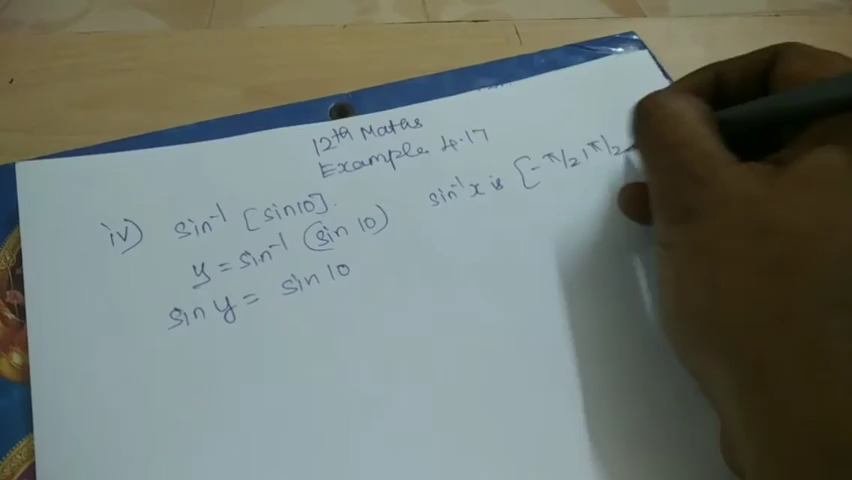 12th Maths
Example 4.17
iv) sin⁻¹ [sin10].
y = sin⁻¹ (sin 10)
sin y = sin 10
sin⁻¹x is [-π/2, π/2